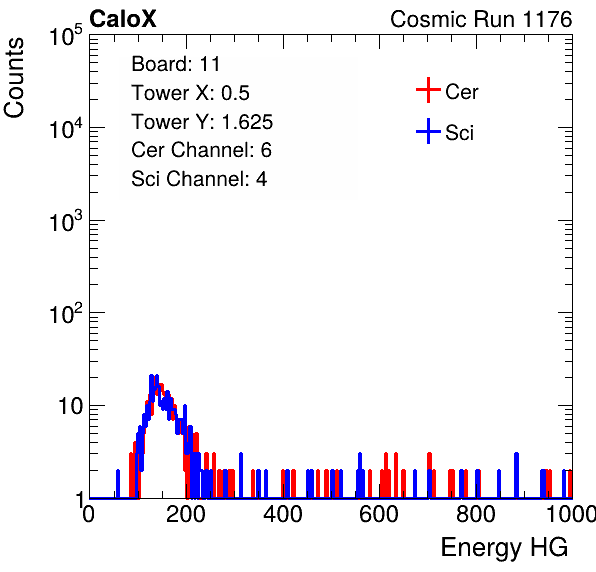 CaloX Cosmic Run 1176
Counts
Board: 11
Tower X: 0.5
Tower Y: 1.625
Cer Channel: 6
Sci Channel: 4
Cer
Sci
10^5
10^4
10^3
10^2
10
1
0 200 400 600 800 1000
Energy HG